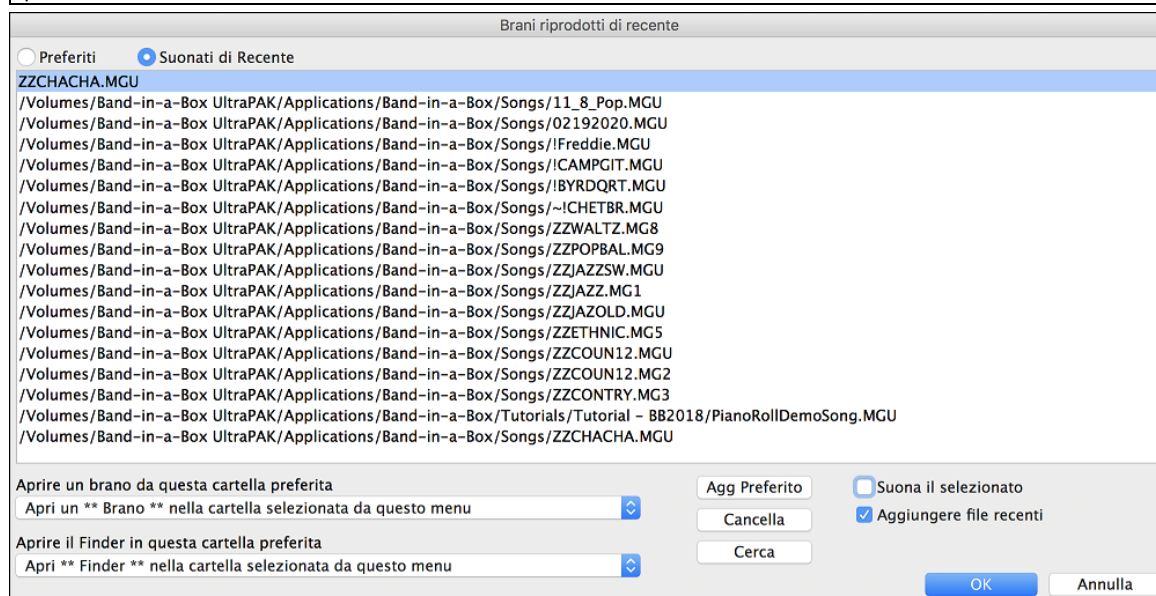 Brani riprodotti di recente
Preferiti Suonati di Recente
ZZCHACHA.MGU
/Volumes/Band-in-a-Box UltraPAK/Applications/Band-in-a-Box/Songs/11_8_Pop.MGU
/Volumes/Band-in-a-Box UltraPAK/Applications/Band-in-a-Box/Songs/02192020.MGU
/Volumes/Band-in-a-Box UltraPAK/Applications/Band-in-a-Box/Songs/!Freddie.MGU
/Volumes/Band-in-a-Box UltraPAK/Applications/Band-in-a-Box/Songs/!CAMPGIT.MGU
/Volumes/Band-in-a-Box UltraPAK/Applications/Band-in-a-Box/Songs/!BYRDQRT.MGU
/Volumes/Band-in-a-Box UltraPAK/Applications/Band-in-a-Box/Songs/~!CHETBR.MGU
/Volumes/Band-in-a-Box UltraPAK/Applications/Band-in-a-Box/Songs/ZZWALTZ.MG8
/Volumes/Band-in-a-Box UltraPAK/Applications/Band-in-a-Box/Songs/ZZPOPBAL.MG9
/Volumes/Band-in-a-Box UltraPAK/Applications/Band-in-a-Box/Songs/ZZJAZZSW.MGU
/Volumes/Band-in-a-Box UltraPAK/Applications/Band-in-a-Box/Songs/ZZJAZZ.MG1
/Volumes/Band-in-a-Box UltraPAK/Applications/Band-in-a-Box/Songs/ZZJAZOLD.MGU
/Volumes/Band-in-a-Box UltraPAK/Applications/Band-in-a-Box/Songs/ZZETHNIC.MG5
/Volumes/Band-in-a-Box UltraPAK/Applications/Band-in-a-Box/Songs/ZZCOUN12.MGU
/Volumes/Band-in-a-Box UltraPAK/Applications/Band-in-a-Box/Songs/ZZCOUN12.MG2
/Volumes/Band-in-a-Box UltraPAK/Applications/Band-in-a-Box/Songs/ZZCONTRY.MG3
/Volumes/Band-in-a-Box UltraPAK/Applications/Band-in-a-Box/Tutorials/Tutorial - BB2018/PianoRollDemoSong.MGU
/Volumes/Band-in-a-Box UltraPAK/Applications/Band-in-a-Box/Songs/ZZCHACHA.MGU
Aprire un brano da questa cartella preferita
Apri un ** Brano ** nella cartella selezionata da questo menu
Aprire il Finder in questa cartella preferita
Apri ** Finder ** nella cartella selezionata da questo menu
Agg Preferito
Cancella
Cerca
Suona il selezionato
Aggiungere file recenti
OK Annulla